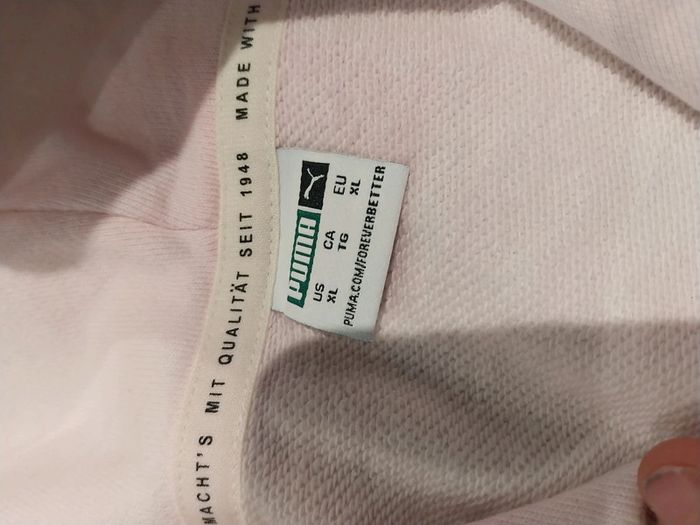 MACHT'S MIT QUALITÄT SEIT 1948 MADE WITH
PUMA
US CA EU
XL TG XL
PUMA.COM/FOREVERBETTER